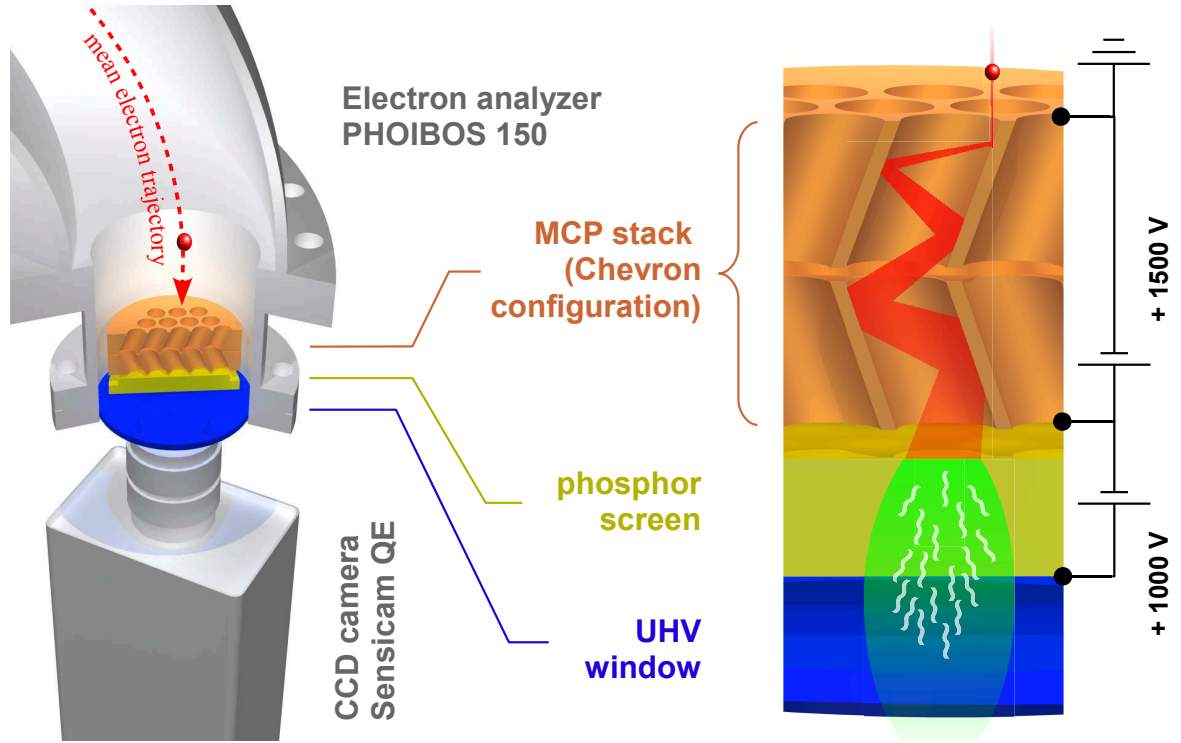 mean electron trajectory
Electron analyzer
PHOIBOS 150
MCP stack
(Chevron
configuration)
phosphor
screen
UHV
window
CCD camera
Sensicam QE
+ 1500 V
+ 1000 V